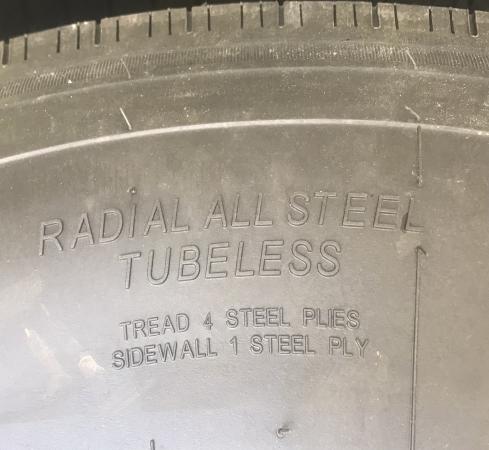 RADIAL ALL STEEL
TUBELESS
TREAD 4 STEEL PLIES
SIDEWALL 1 STEEL PLY